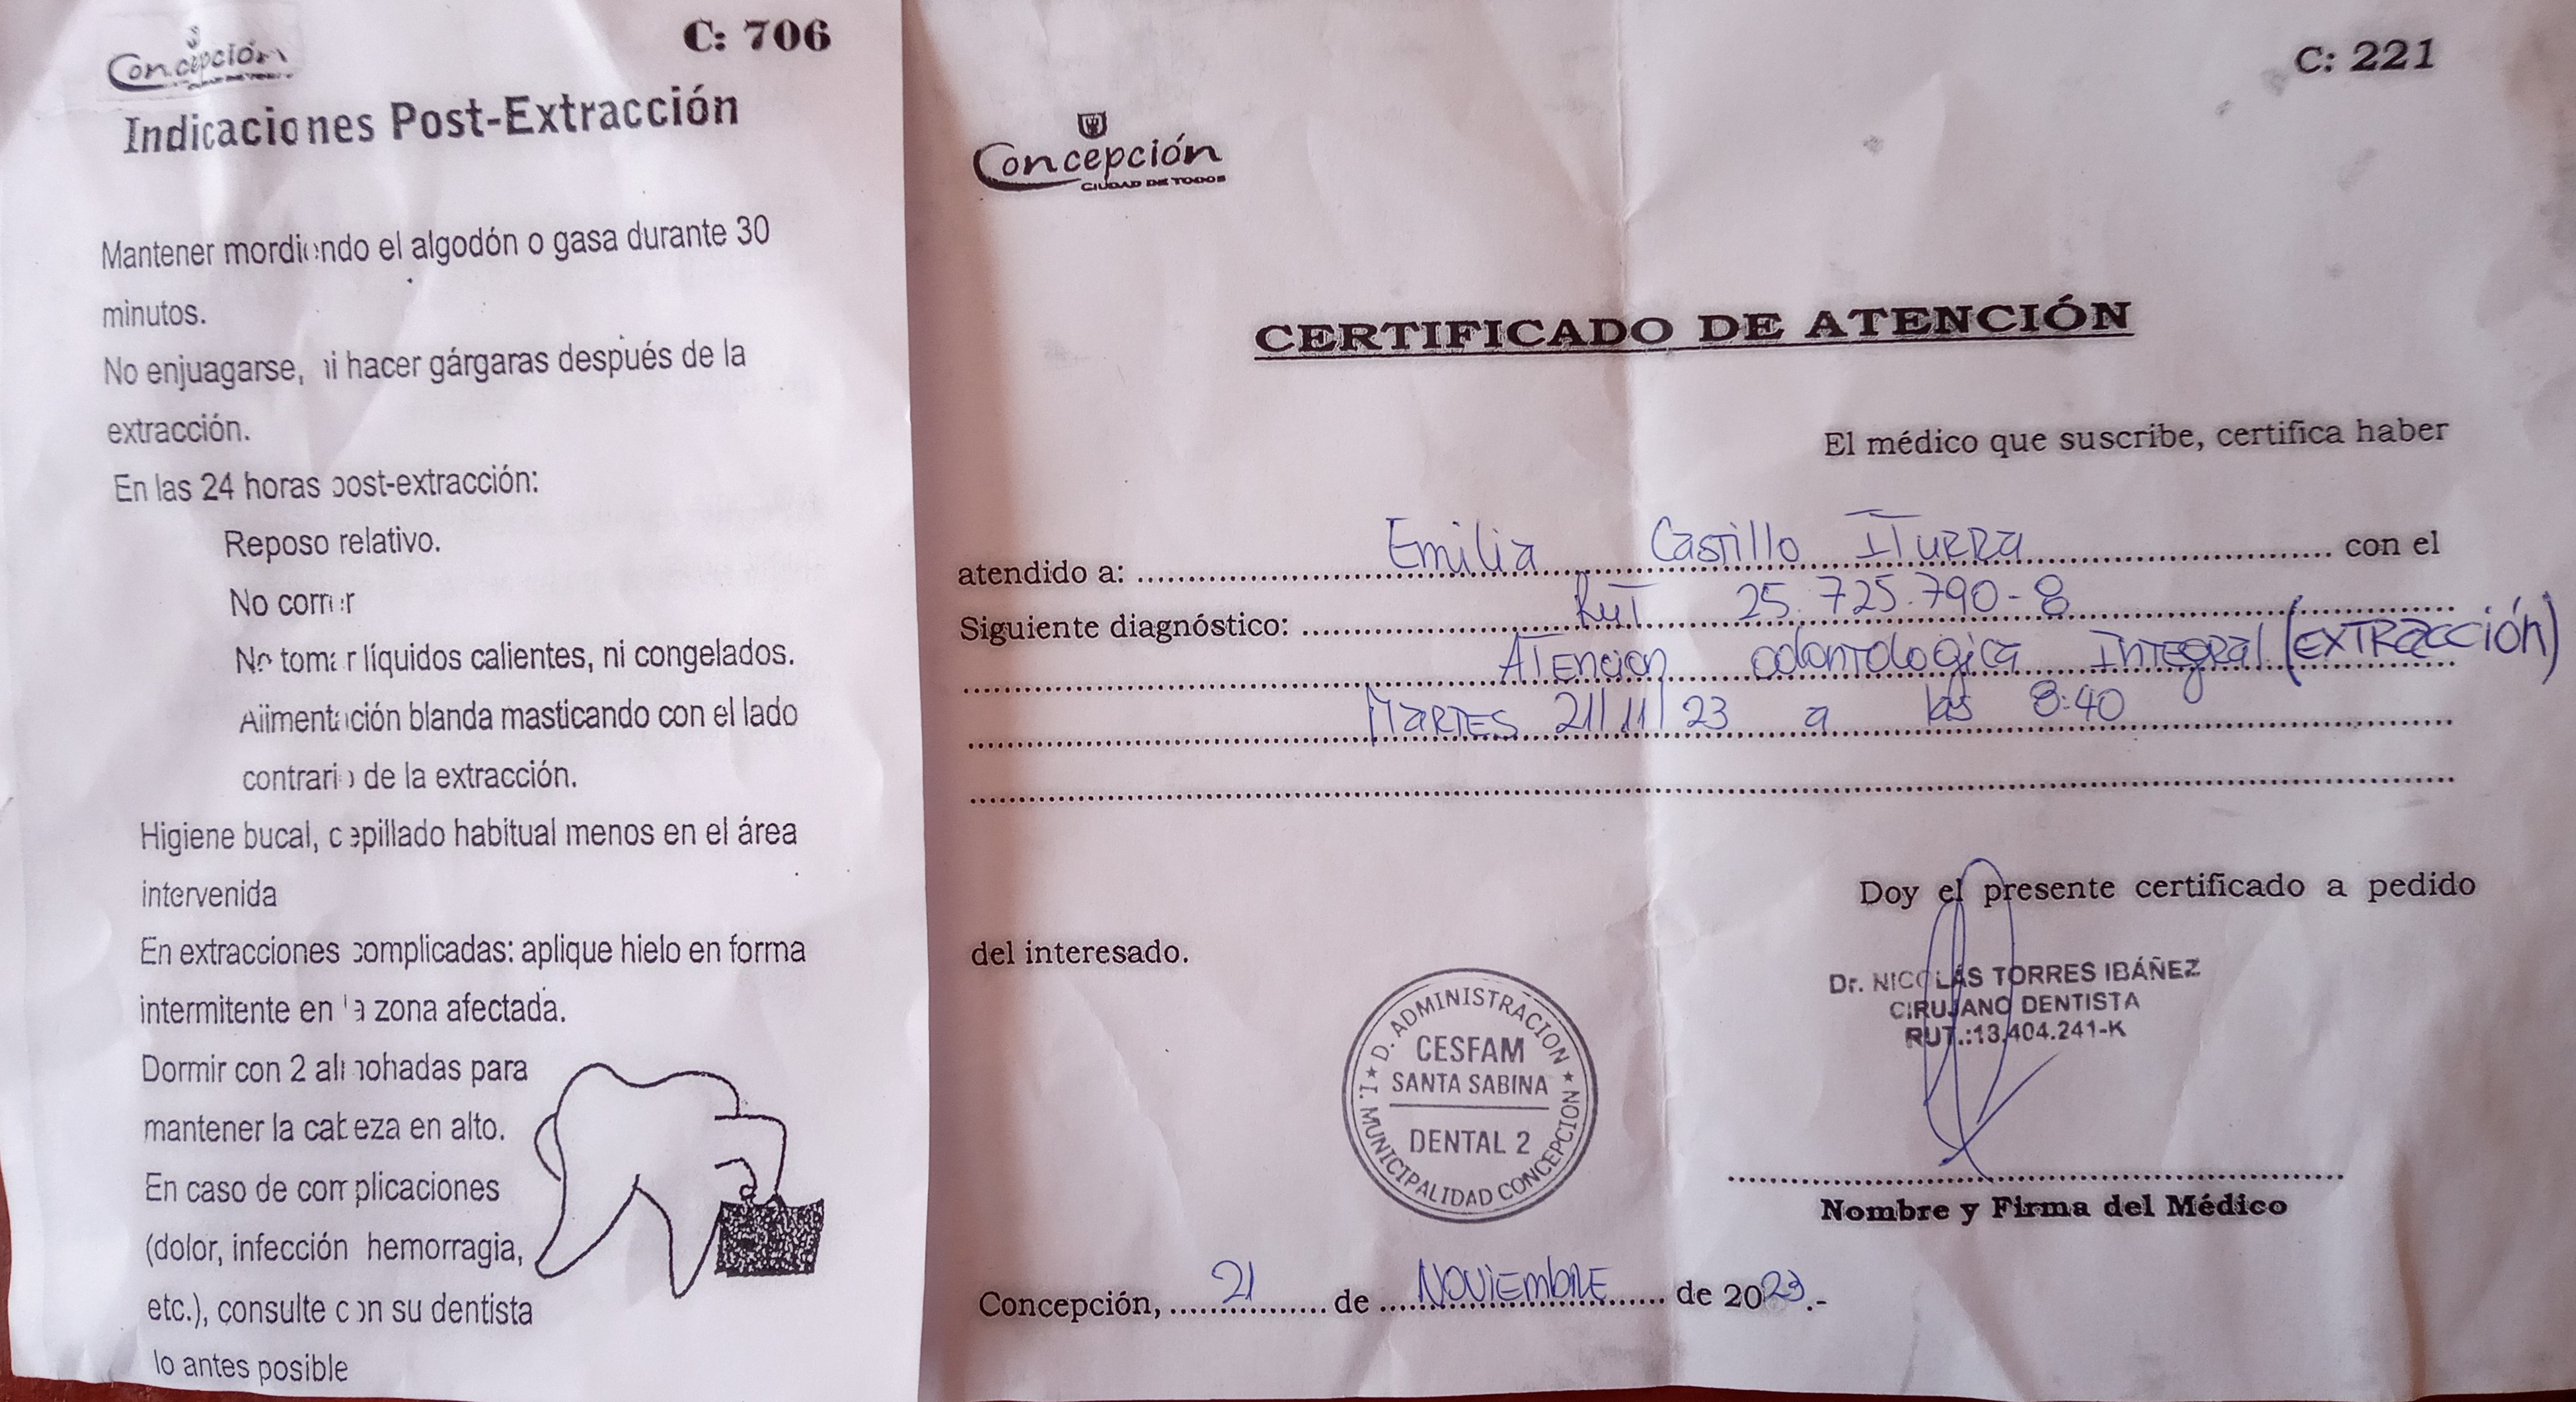 Concepción
C: 706
Indicaciones Post-Extracción
Mantener mordiendo el algodón o gasa durante 30
minutos.
No enjuagarse, ni hacer gárgaras después de la
extracción.
En las 24 horas post-extracción:
Reposo relativo.
No correr
No tomar líquidos calientes, ni congelados.
Alimentación blanda masticando con el lado
contrario de la extracción.
Higiene bucal, cepillado habitual menos en el área
intervenida
En extracciones complicadas: aplique hielo en forma
intermitente en la zona afectada.
Dormir con 2 almohadas para
mantener la cabeza en alto.
En caso de complicaciones
(dolor, infección hemorragia,
etc.), consulte con su dentista
lo antes posible
C: 221
Concepción
CIUDAD DE TODOS
CERTIFICADO DE ATENCIÓN
El médico que suscribe, certifica haber
atendido a: Emilia Castillo Iturra con el
Siguiente diagnóstico: Rut 25.725.790-8
Atencion odontologica Integral (extracción)
Martes 21/11/23 a las 8:40
Doy el presente certificado a pedido
del interesado.
I. MUNICIPALIDAD CONCEPCION ★ D. ADMINISTRACION ★
CESFAM
SANTA SABINA
DENTAL 2
Dr. NICOLÁS TORRES IBÁÑEZ
CIRUJANO DENTISTA
RUT.:13.404.241-K
Nombre y Firma del Médico
Concepción, 21 de Noviembre de 2023.-